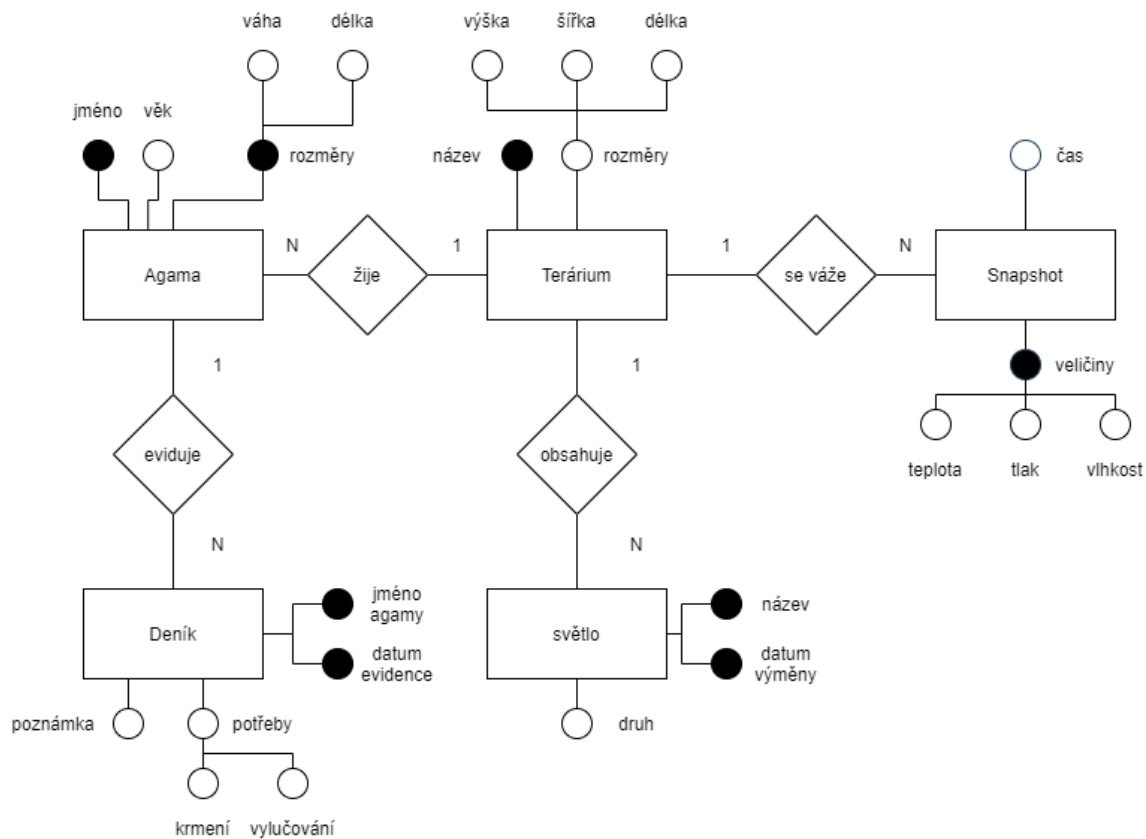 váha
délka
výška
šířka
délka
jméno
věk
rozměry
název
rozměry
čas
Agama
N
žije
1
Terárium
1
se váže
N
Snapshot
1
1
veličiny
eviduje
obsahuje
teplota
tlak
vlhkost
N
N
Deník
jméno
agamy
datum
evidence
světlo
název
datum
výměny
poznámka
potřeby
druh
krmení
vylučování